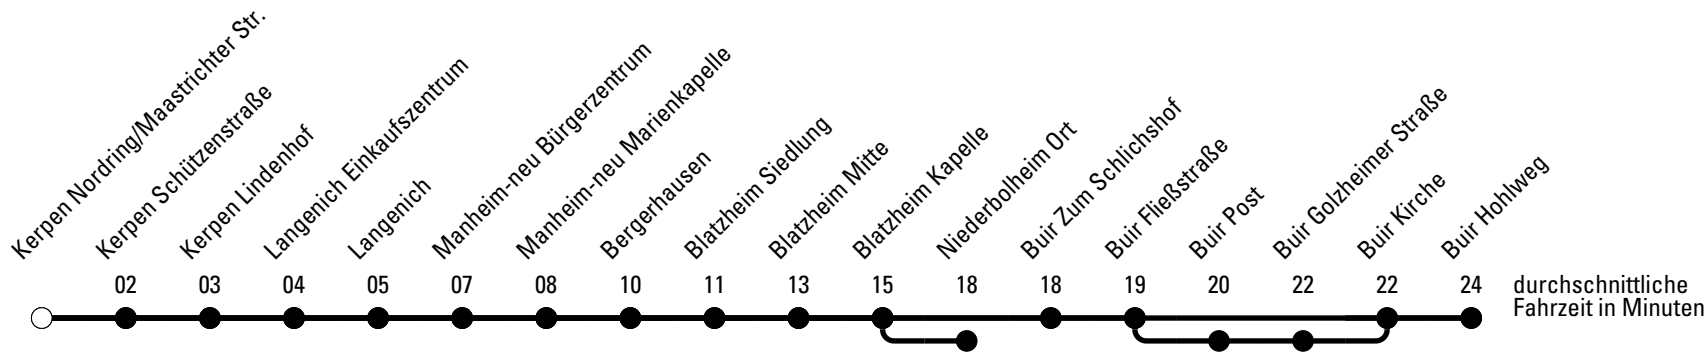 Kerpen Nordring/Maastrichter Str.
Kerpen Schützenstraße
Kerpen Lindenhof
Langenich Einkaufszentrum
Langenich
Manheim-neu Bürgerzentrum
Manheim-neu Marienkapelle
Bergerhausen
Blatzheim Siedlung
Blatzheim Mitte
Blatzheim Kapelle
Niederbolheim Ort
Buir Zum Schlichshof
Buir Fließstraße
Buir Post
Buir Golzheimer Straße
Buir Kirche
Buir Hohlweg
02 03 04 05 07 08 10 11 13 15 18 18 19 20 22 22 24 durchschnittliche
Fahrzeit in Minuten